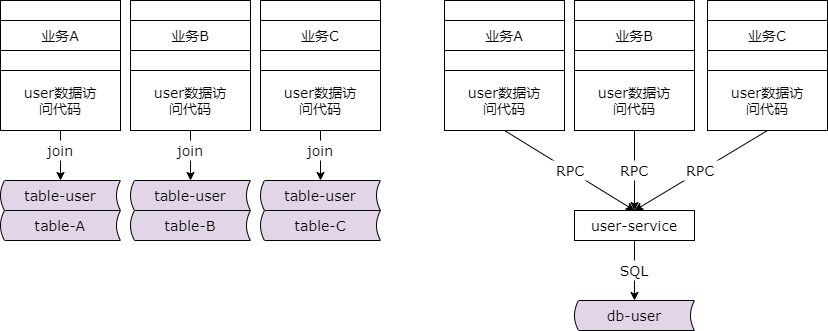 业务A
业务B
业务C
user数据访
问代码
user数据访
问代码
user数据访
问代码
join
join
join
table-user
table-user
table-user
table-A
table-B
table-C
业务A
业务B
业务C
user数据访
问代码
user数据访
问代码
user数据访
问代码
RPC
RPC
RPC
user-service
SQL
db-user